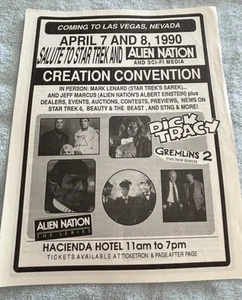 COMING TO LAS VEGAS, NEVADA
APRIL 7 AND 8, 1990
SALUTE TO STAR TREK AND
ALIEN NATION
AND SCI-FI MEDIA
CREATION CONVENTION
IN PERSON: MARK LENARD (STAR TREK'S SAREK)...
AND JEFF MARCUS (ALIEN NATION'S ALBERT EINSTEIN) plus
DEALERS, EVENTS, AUCTIONS, CONTESTS, PREVIEWS, NEWS ON
STAR TREK 6, BEAUTY & THE BEAST, AND STNG & MORE!
DICK
TRACY
GREMLINS 2
THE NEW BATCH
ALIEN NATION
THE SERIES
HACIENDA HOTEL 11am to 7pm
TICKETS AVAILABLE AT TICKETRON & PAGE AFTER PAGE